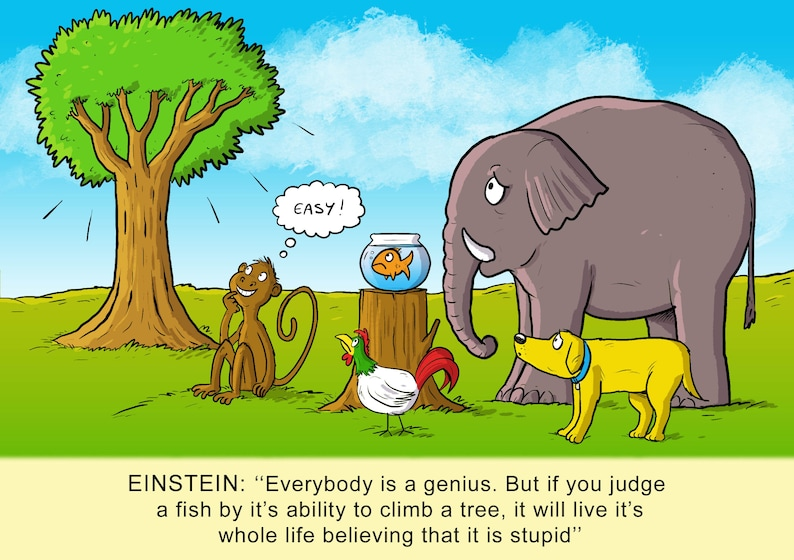 EASY!
EINSTEIN: “Everybody is a genius. But if you judge
a fish by it’s ability to climb a tree, it will live it’s
whole life believing that it is stupid”